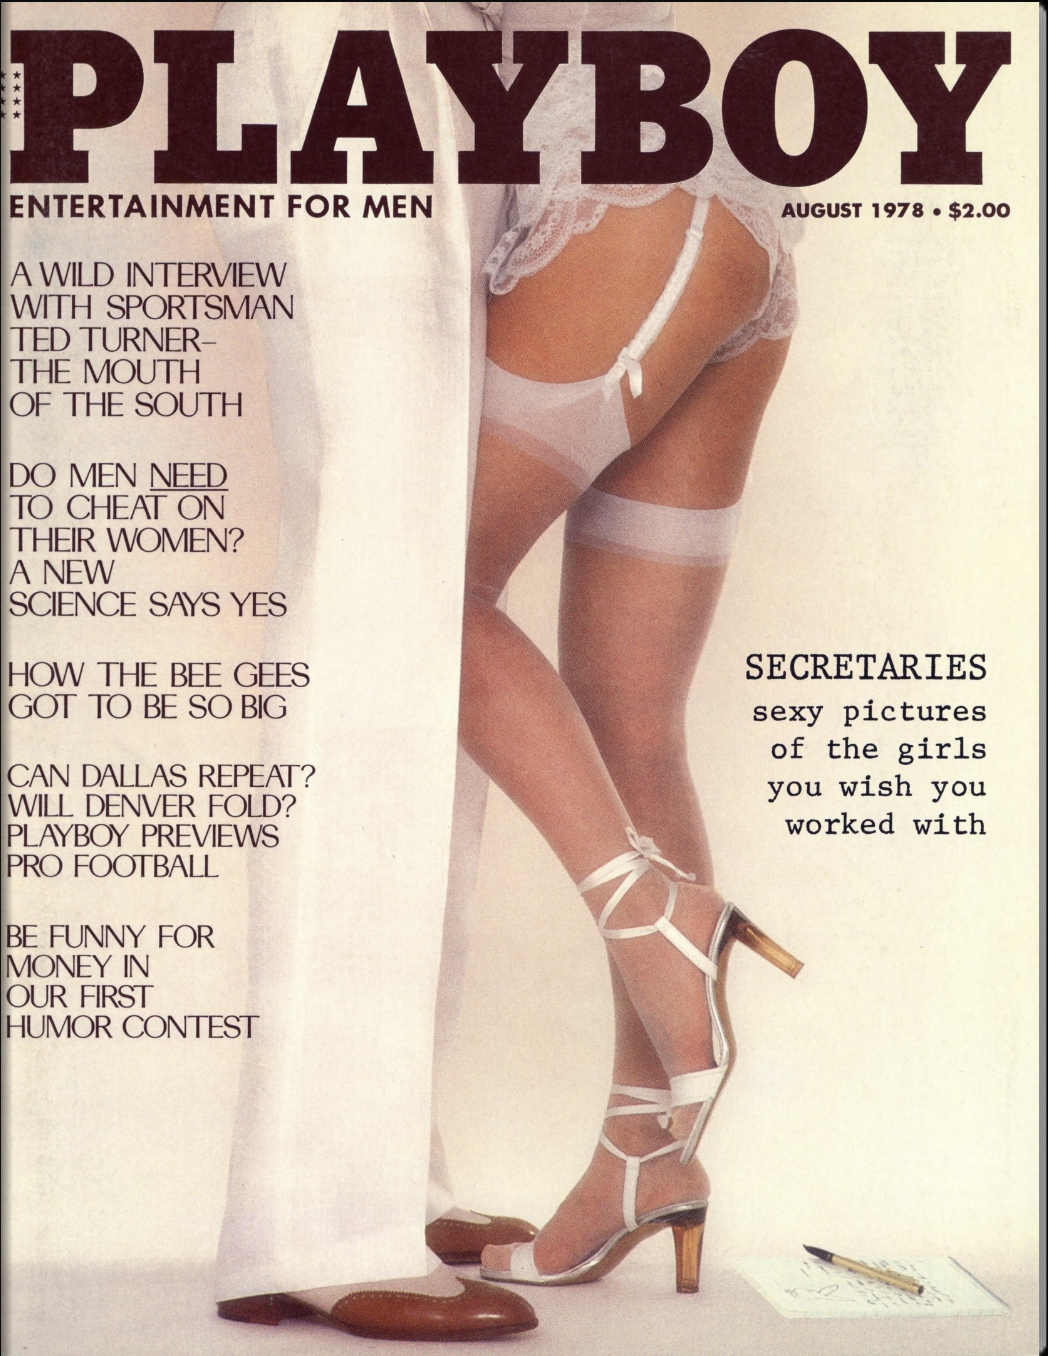 PLAYBOY
ENTERTAINMENT FOR MEN
AUGUST 1978 • $2.00
A WILD INTERVIEW
WITH SPORTSMAN
TED TURNER–
THE MOUTH
OF THE SOUTH
DO MEN NEED
TO CHEAT ON
THEIR WOMEN?
A NEW
SCIENCE SAYS YES
HOW THE BEE GEES
GOT TO BE SO BIG
CAN DALLAS REPEAT?
WILL DENVER FOLD?
PLAYBOY PREVIEWS
PRO FOOTBALL
BE FUNNY FOR
MONEY IN
OUR FIRST
HUMOR CONTEST
SECRETARIES
sexy pictures
of the girls
you wish you
worked with